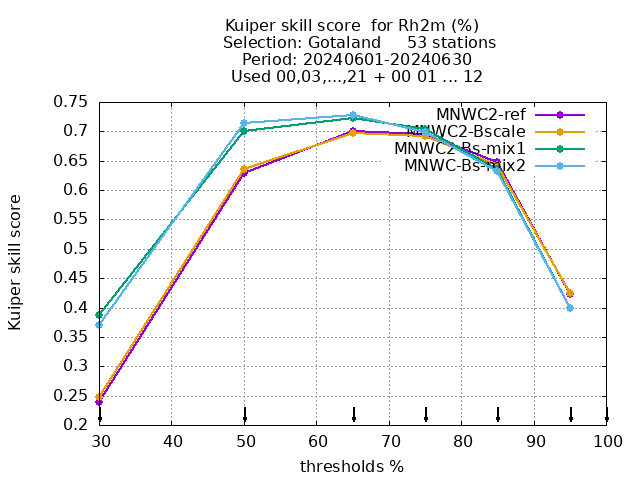 Kuiper skill score  for Rh2m (%)
Selection: Gotaland     53 stations
Period: 20240601-20240630
Used 00,03,...,21 + 00 01 ... 12
MNWC2-ref
MNWC2-Bscale
MNWC2-Bs-mix1
MNWC-Bs-mix2
Kuiper skill score
0.75
0.7
0.65
0.6
0.55
0.5
0.45
0.4
0.35
0.3
0.25
0.2
30 40 50 60 70 80 90 100
thresholds %